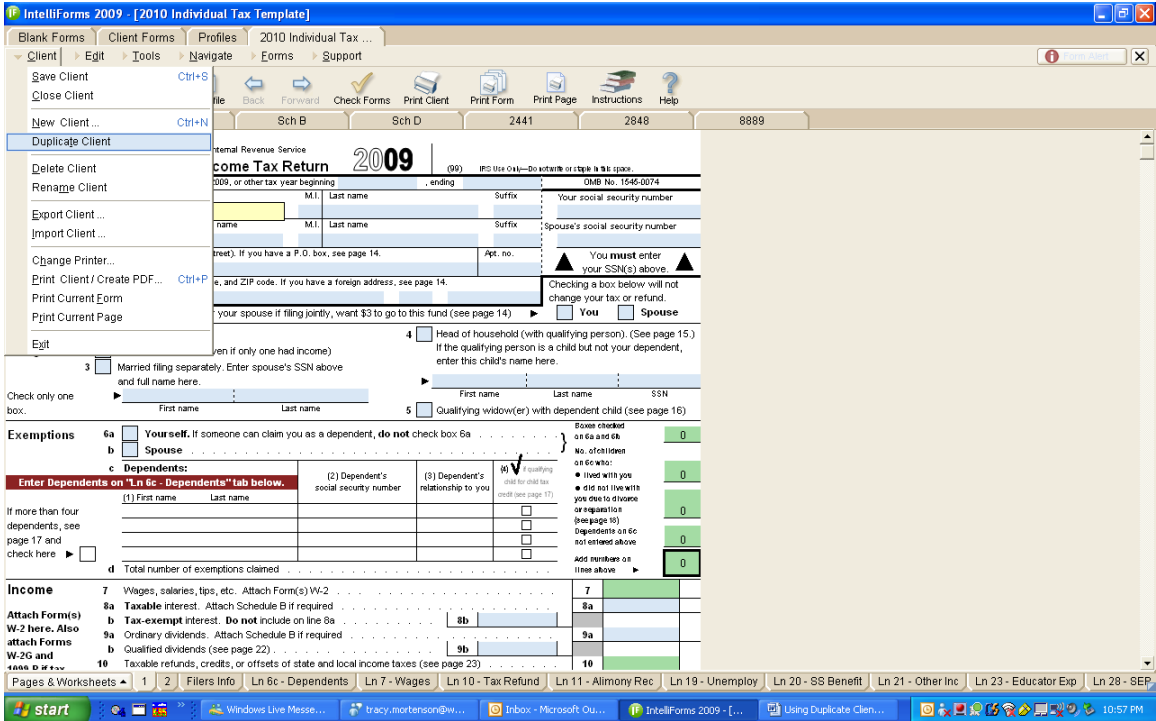 IntelliForms 2009 - [2010 Individual Tax Template]
Blank Forms Client Forms Profiles 2010 Individual Tax ...
Client Edit Tools Navigate Forms Support Form Alert
Save Client Ctrl+S
Close Client
New Client ... Ctrl+N
Duplicate Client
Delete Client
Rename Client
Export Client ...
Import Client ...
Change Printer...
Print Client / Create PDF... Ctrl+P
Print Current Form
Print Current Page
Exit
file Back Forward Check Forms Print Client Print Form Print Page Instructions Help
Sch B Sch D 2441 2848 8889
nternal Revenue Service
come Tax Return 2009 (99) IRS Use Only—Do not write or staple in this space.
2009, or other tax year beginning , ending OMB No. 1545-0074
M.I. Last name Suffix Your social security number
name M.I. Last name Suffix Spouse's social security number
treet). If you have a P.O. box, see page 14. Apt. no. You must enter
your SSN(s) above.
e, and ZIP code. If you have a foreign address, see page 14. Checking a box below will not
change your tax or refund.
your spouse if filing jointly, want $3 to go to this fund (see page 14) ▶ You Spouse
4 Head of household (with qualifying person). (See page 15.)
If the qualifying person is a child but not your dependent,
enter this child's name here.
ven if only one had income)
3 Married filing separately. Enter spouse's SSN above
and full name here. ▶
Check only one ▶ First name Last name SSN
box. First name Last name 5 Qualifying widow(er) with dependent child (see page 16)
Exemptions 6a Yourself. If someone can claim you as a dependent, do not check box 6a
b Spouse
Boxes checked
on 6a and 6b 0
No. of children
on 6c who:
● lived with you 0
● did not live with
you due to divorce
or separation
(see page 18) 0
Dependents on 6c
not entered above 0
Add numbers on
lines above ▶ 0
c Dependents:
Enter Dependents on "Ln 6c - Dependents" tab below.
(1) First name Last name
(2) Dependent's
social security number
(3) Dependent's
relationship to you
(4) ✓ if qualifying
child for child tax
credit (see page 17)
If more than four
dependents, see
page 17 and
check here ▶
d Total number of exemptions claimed
Income 7 Wages, salaries, tips, etc. Attach Form(s) W-2 7
8a Taxable interest. Attach Schedule B if required 8a
Attach Form(s)
W-2 here. Also
attach Forms
W-2G and
1099-R if tax
b Tax-exempt interest. Do not include on line 8a 8b
9a Ordinary dividends. Attach Schedule B if required 9a
b Qualified dividends (see page 22) 9b
10 Taxable refunds, credits, or offsets of state and local income taxes (see page 23) 10
Pages & Worksheets 1 2 Filers Info Ln 6c - Dependents Ln 7 - Wages Ln 10 - Tax Refund Ln 11 - Alimony Rec Ln 19 - Unemploy Ln 20 - SS Benefit Ln 21 - Other Inc Ln 23 - Educator Exp Ln 28 - SEP
start Windows Live Messe... tracy.mortenson@w... Inbox - Microsoft Ou... IntelliForms 2009 - [... Using Duplicate Clien... 10:57 PM